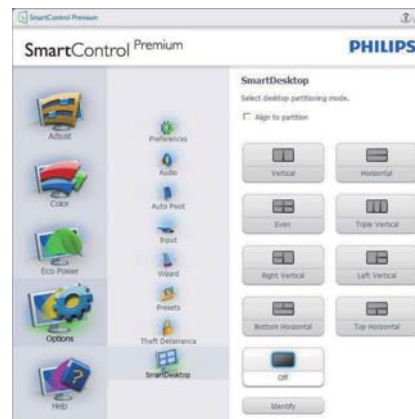 SmartControl Premium
SmartControl Premium
PHILIPS
Adjust
Color
Eco Power
Options
Help
Preferences
Audio
Auto Pivot
Input
Wizard
Presets
Theft Deterrence
SmartDesktop
SmartDesktop
Select desktop partitioning mode.
Align to partition
Vertical
Horizontal
Even
Triple Vertical
Right Vertical
Left Vertical
Bottom Horizontal
Top Horizontal
Off
Identify